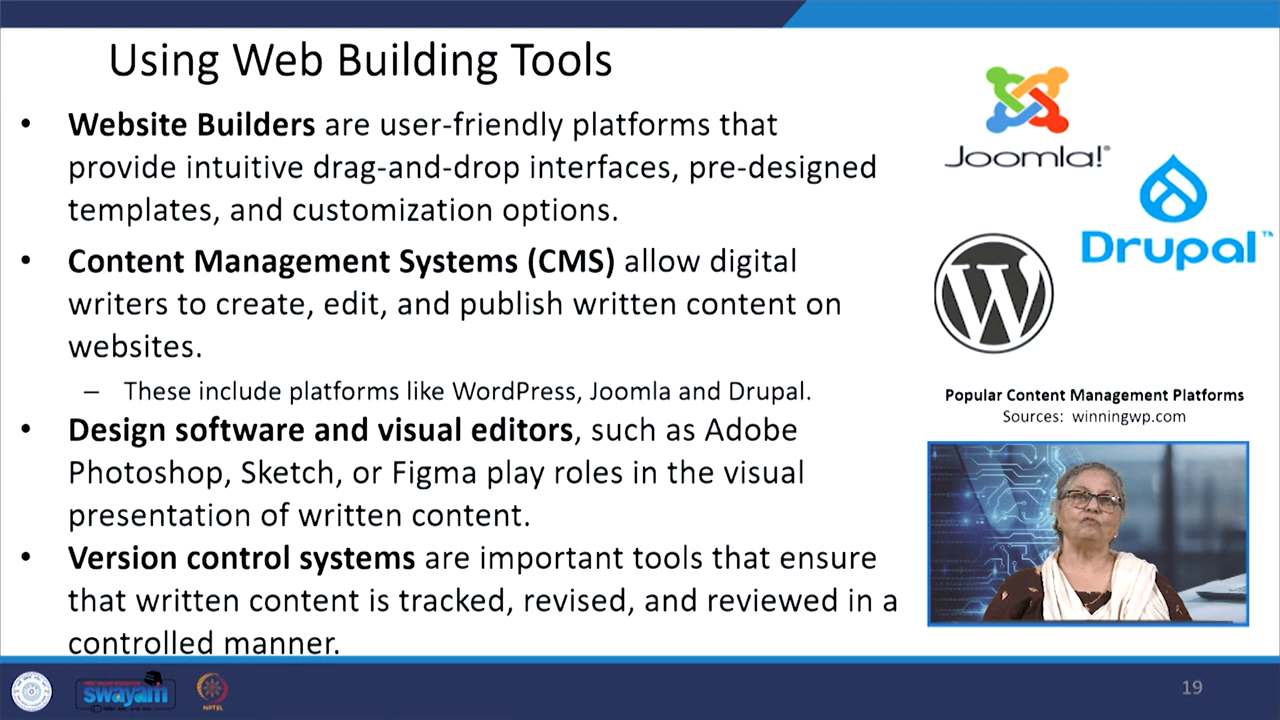 Using Web Building Tools
• Website Builders are user-friendly platforms that
provide intuitive drag-and-drop interfaces, pre-designed
templates, and customization options.
• Content Management Systems (CMS) allow digital
writers to create, edit, and publish written content on
websites.
– These include platforms like WordPress, Joomla and Drupal.
• Design software and visual editors, such as Adobe
Photoshop, Sketch, or Figma play roles in the visual
presentation of written content.
• Version control systems are important tools that ensure
that written content is tracked, revised, and reviewed in a
controlled manner.
Joomla!®
Drupal™
W
Popular Content Management Platforms
Sources: winningwp.com
swayam
NPTEL
19